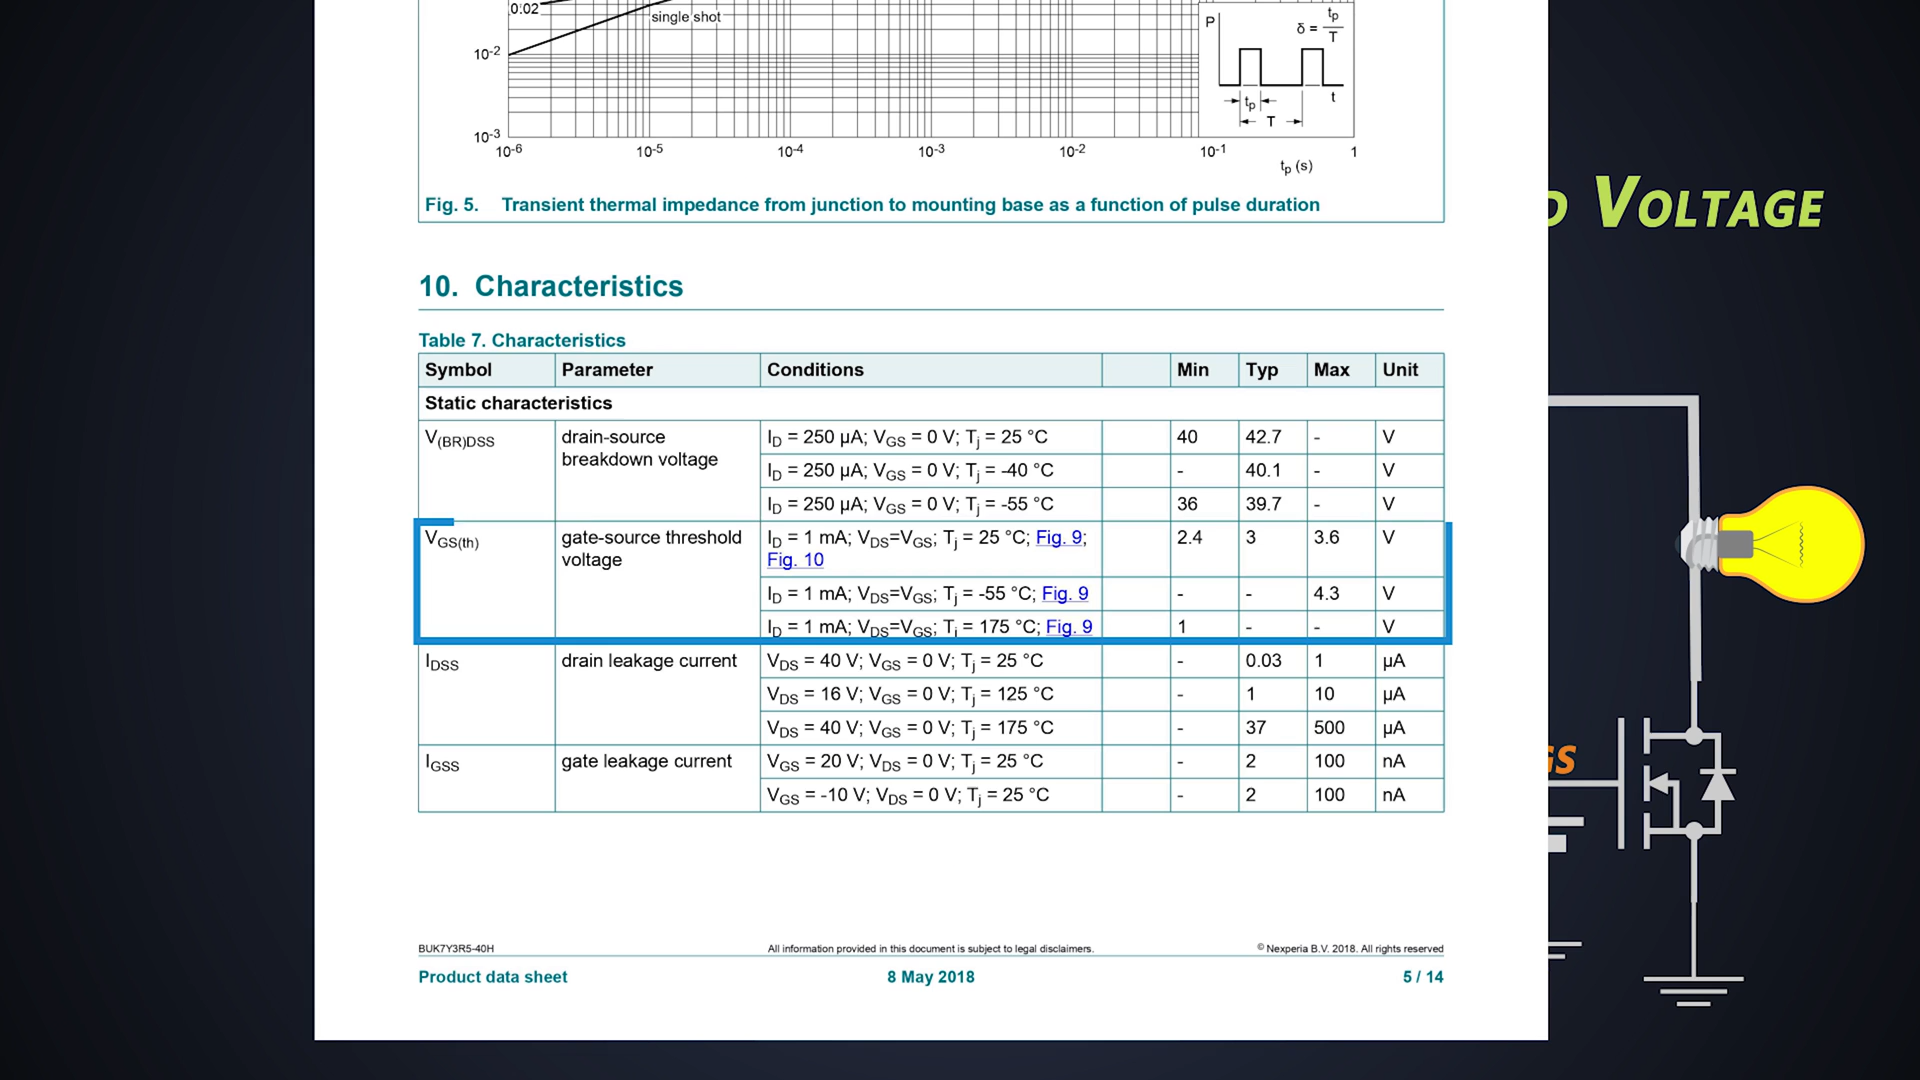 0.02
single shot
10-2
10-3
P
δ = tp/T
tp
t
T
10-6 10-5 10-4 10-3 10-2 10-1 1
tp (s)
Fig. 5. Transient thermal impedance from junction to mounting base as a function of pulse duration
D VOLTAGE
10. Characteristics
Table 7. Characteristics
Symbol Parameter Conditions Min Typ Max Unit
Static characteristics
V(BR)DSS drain-source breakdown voltage ID = 250 µA; VGS = 0 V; Tj = 25 °C 40 42.7 - V
ID = 250 µA; VGS = 0 V; Tj = -40 °C - 40.1 - V
ID = 250 µA; VGS = 0 V; Tj = -55 °C 36 39.7 - V
VGS(th) gate-source threshold voltage ID = 1 mA; VDS=VGS; Tj = 25 °C; Fig. 9; Fig. 10 2.4 3 3.6 V
ID = 1 mA; VDS=VGS; Tj = -55 °C; Fig. 9 - - 4.3 V
ID = 1 mA; VDS=VGS; Tj = 175 °C; Fig. 9 1 - - V
IDSS drain leakage current VDS = 40 V; VGS = 0 V; Tj = 25 °C - 0.03 1 µA
VDS = 16 V; VGS = 0 V; Tj = 125 °C - 1 10 µA
VDS = 40 V; VGS = 0 V; Tj = 175 °C - 37 500 µA
IGSS gate leakage current VGS = 20 V; VDS = 0 V; Tj = 25 °C - 2 100 nA
VGS = -10 V; VDS = 0 V; Tj = 25 °C - 2 100 nA
GS
BUK7Y3R5-40H All information provided in this document is subject to legal disclaimers. © Nexperia B.V. 2018. All rights reserved
Product data sheet 8 May 2018 5 / 14